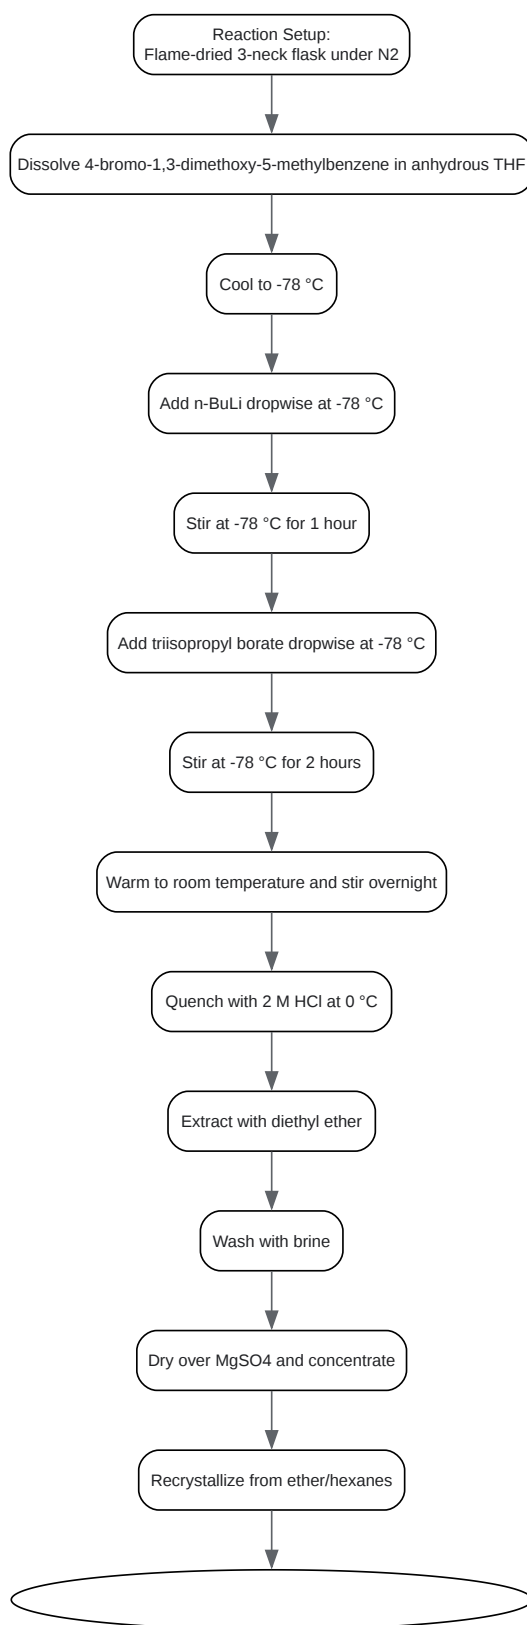 Reaction Setup:
Flame-dried 3-neck flask under N2
Dissolve 4-bromo-1,3-dimethoxy-5-methylbenzene in anhydrous THF
Cool to -78 °C
Add n-BuLi dropwise at -78 °C
Stir at -78 °C for 1 hour
Add triisopropyl borate dropwise at -78 °C
Stir at -78 °C for 2 hours
Warm to room temperature and stir overnight
Quench with 2 M HCl at 0 °C
Extract with diethyl ether
Wash with brine
Dry over MgSO4 and concentrate
Recrystallize from ether/hexanes